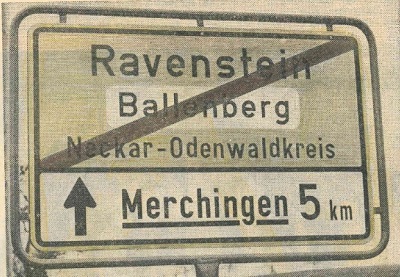 Ravenstein
Ballenberg
Neckar-Odenwaldkreis
Merchingen 5 km